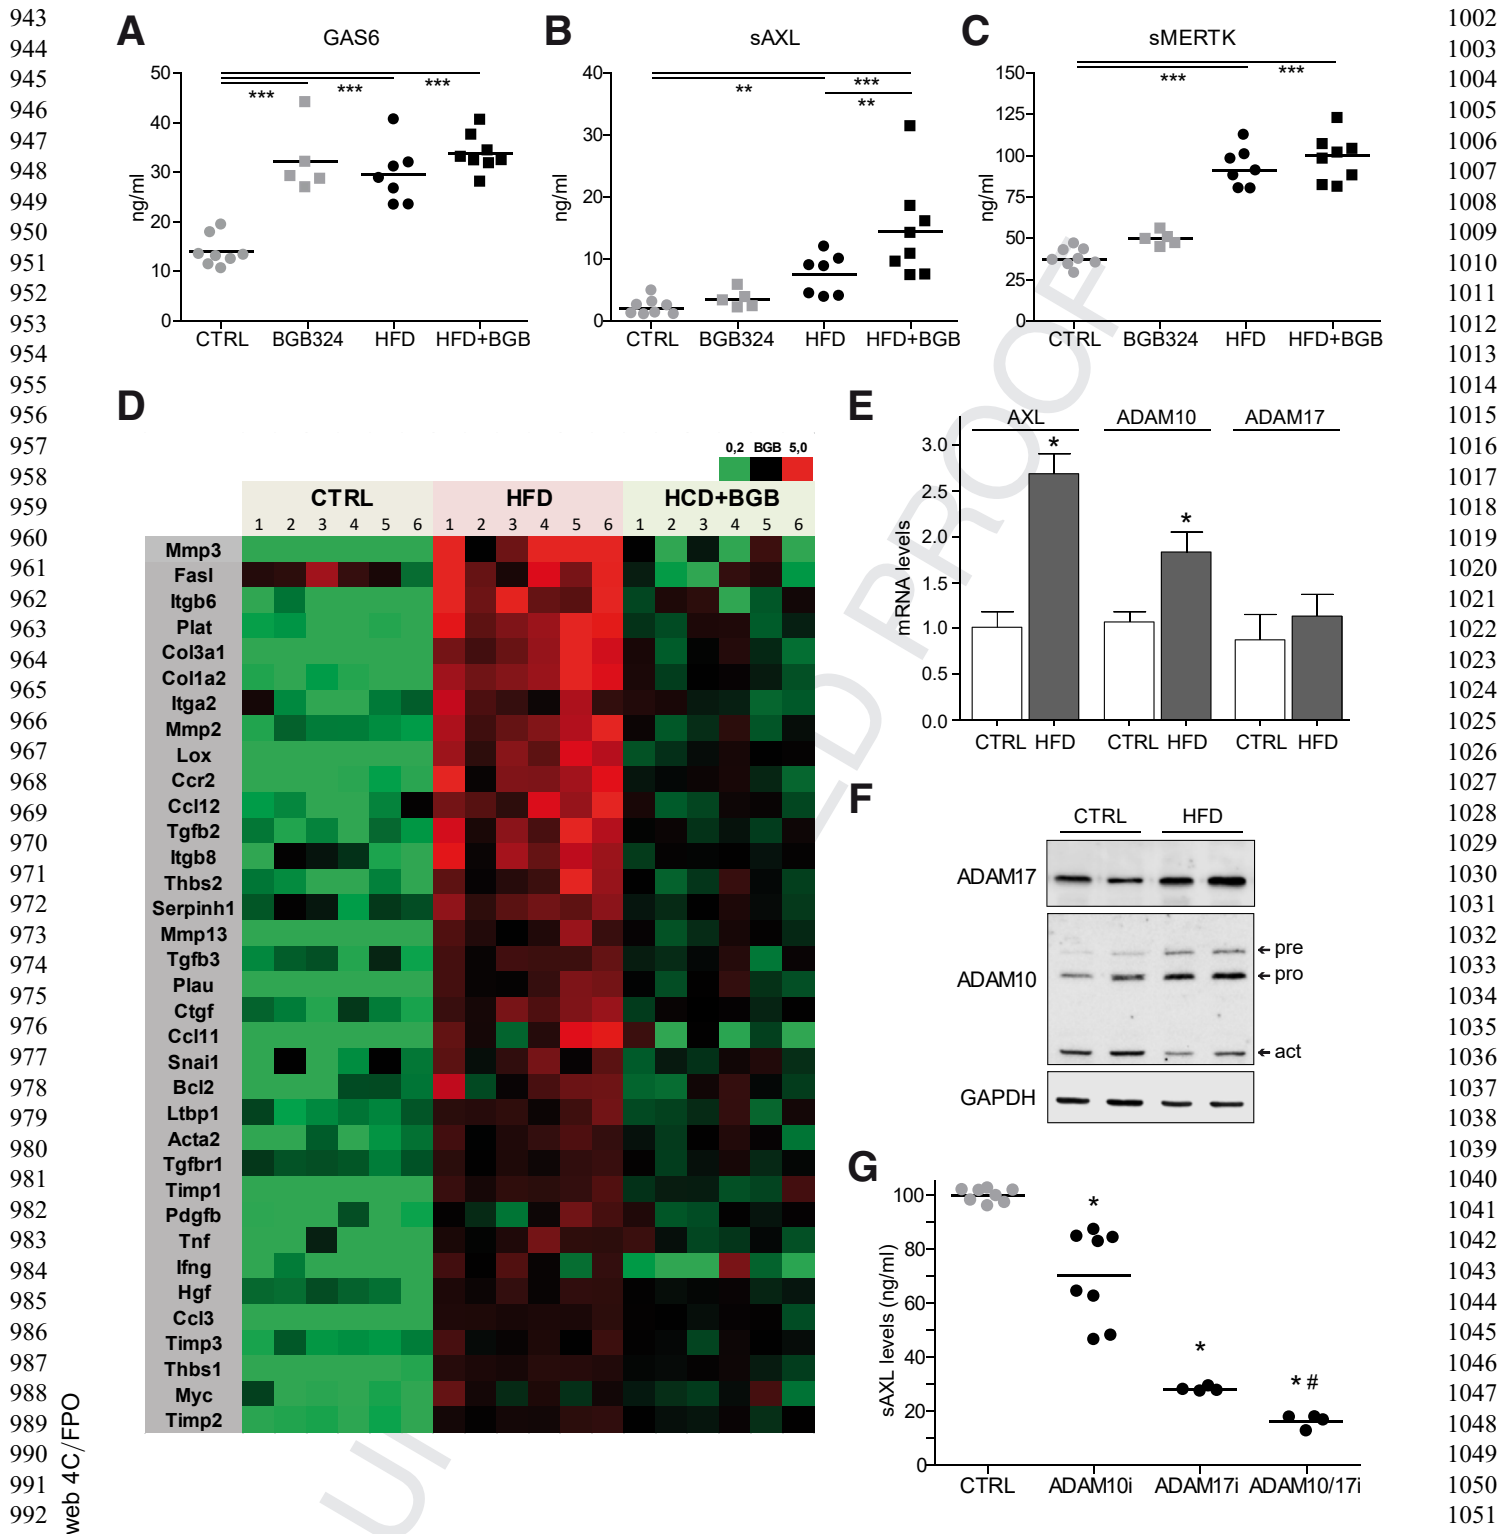 943
944
945
946
947
948
949
950
951
952
953
954
955
956
957
958
959
960
961
962
963
964
965
966
967
968
969
970
971
972
973
974
975
976
977
978
979
980
981
982
983
984
985
986
987
988
989
990
991
992
web 4C/FPO
A
GAS6
50
40
30
20
10
0
ng/ml
*** *** ***
CTRL BGB324 HFD HFD+BGB
B
sAXL
40
30
20
10
0
ng/ml
** *** **
CTRL BGB324 HFD HFD+BGB
C
sMERTK
150
125
100
75
50
25
0
ng/ml
*** ***
CTRL BGB324 HFD HFD+BGB
D
0,2 BGB 5,0
CTRL HFD HCD+BGB
1 2 3 4 5 6 1 2 3 4 5 6 1 2 3 4 5 6
Mmp3
Fasl
Itgb6
Plat
Col3a1
Col1a2
Itga2
Mmp2
Lox
Ccr2
Ccl12
Tgfb2
Itgb8
Thbs2
Serpinh1
Mmp13
Tgfb3
Plau
Ctgf
Ccl11
Snai1
Bcl2
Ltbp1
Acta2
Tgfbr1
Timp1
Pdgfb
Tnf
Ifng
Hgf
Ccl3
Timp3
Thbs1
Myc
Timp2
E
AXL ADAM10 ADAM17
3.0
2.5
2.0
1.5
1.0
0.5
0.0
mRNA levels
* *
CTRL HFD CTRL HFD CTRL HFD
F
CTRL HFD
ADAM17
ADAM10
←pre
←pro
←act
GAPDH
G
100
80
60
40
20
0
sAXL levels (ng/ml)
* * * #
CTRL ADAM10i ADAM17i ADAM10/17i
1002
1003
1004
1005
1006
1007
1008
1009
1010
1011
1012
1013
1014
1015
1016
1017
1018
1019
1020
1021
1022
1023
1024
1025
1026
1027
1028
1029
1030
1031
1032
1033
1034
1035
1036
1037
1038
1039
1040
1041
1042
1043
1044
1045
1046
1047
1048
1049
1050
1051